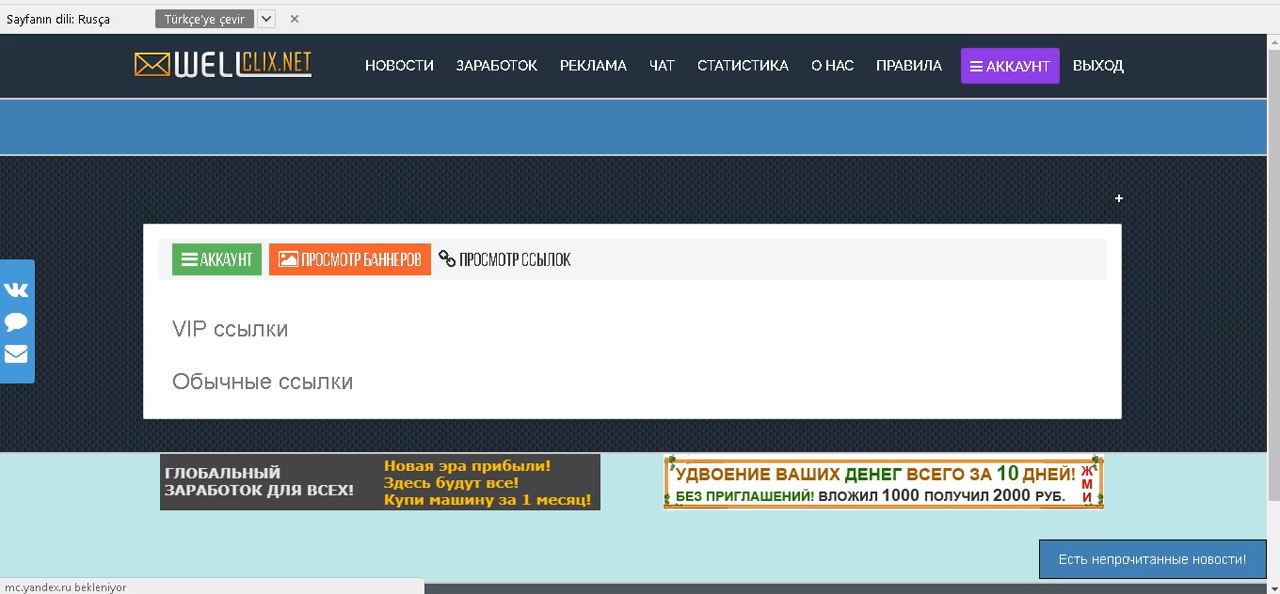 Sayfanın dili: Rusça
Türkçe'ye çevir
WELLCLIX.NET
НОВОСТИ
ЗАРАБОТОК
РЕКЛАМА
ЧАТ
СТАТИСТИКА
О НАС
ПРАВИЛА
АККАУНТ
ВЫХОД
+
АККАУНТ
ПРОСМОТР БАННЕРОВ
ПРОСМОТР ССЫЛОК
VIP ссылки
Обычные ссылки
ГЛОБАЛЬНЫЙ
ЗАРАБОТОК ДЛЯ ВСЕХ!
Новая эра прибыли!
Здесь будут все!
Купи машину за 1 месяц!
УДВОЕНИЕ ВАШИХ ДЕНЕГ ВСЕГО ЗА 10 ДНЕЙ!
БЕЗ ПРИГЛАШЕНИЙ! ВЛОЖИЛ 1000 ПОЛУЧИЛ 2000 РУБ.
ЖМИ
Есть непрочитанные новости!
mc.yandex.ru bekleniyor